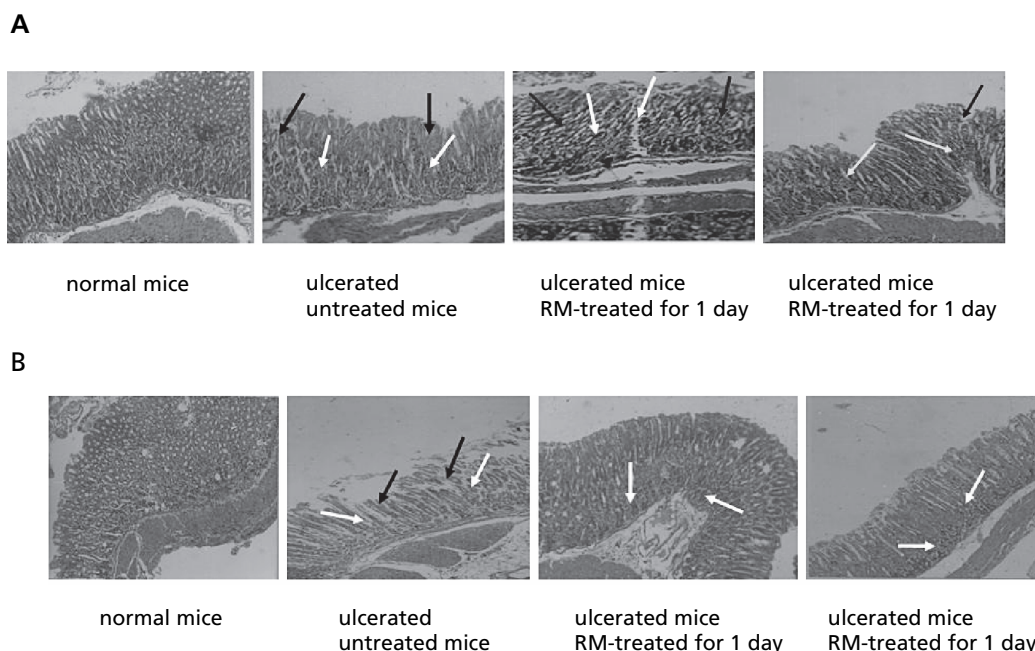 A
normal mice
ulcerated
untreated mice
ulcerated mice
RM-treated for 1 day
ulcerated mice
RM-treated for 1 day
B
normal mice
ulcerated
untreated mice
ulcerated mice
RM-treated for 1 day
ulcerated mice
RM-treated for 1 day